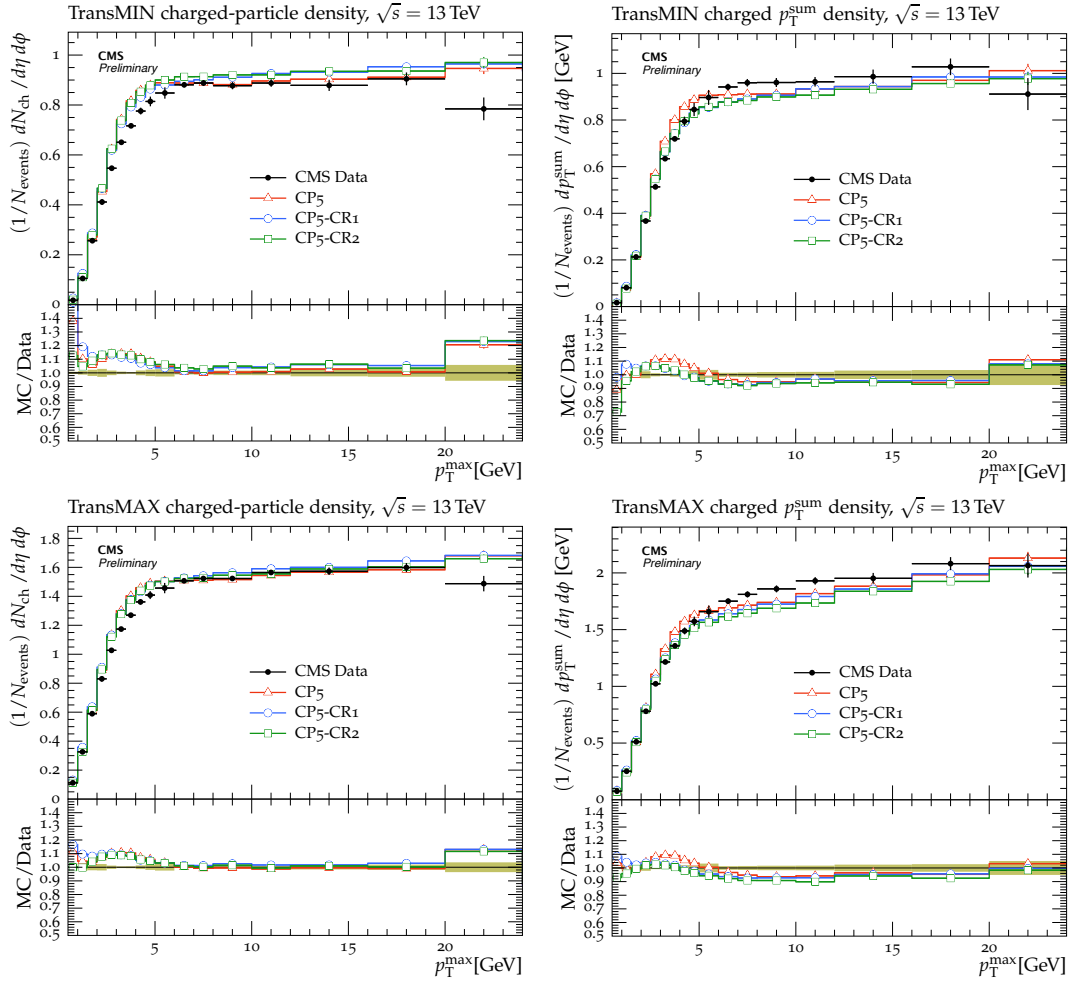 TransMIN charged-particle density, √s = 13 TeV
CMS
Preliminary
(1/N_events) dN_ch/dη dφ
1
0.8
0.6
0.4
0.2
0
CMS Data
CP5
CP5-CR1
CP5-CR2
MC/Data
1.4
1.3
1.2
1.1
1.0
0.9
0.8
0.7
0.6
0.5
5
10
15
20
p_T^max [GeV]
TransMIN charged p_T^sum density, √s = 13 TeV
CMS
Preliminary
(1/N_events) dp_T^sum/dη dφ [GeV]
1
0.8
0.6
0.4
0.2
0
CMS Data
CP5
CP5-CR1
CP5-CR2
MC/Data
1.4
1.3
1.2
1.1
1.0
0.9
0.8
0.7
0.6
0.5
5
10
15
20
p_T^max [GeV]
TransMAX charged-particle density, √s = 13 TeV
CMS
Preliminary
(1/N_events) dN_ch/dη dφ
1.8
1.6
1.4
1.2
1
0.8
0.6
0.4
0.2
0
CMS Data
CP5
CP5-CR1
CP5-CR2
MC/Data
1.4
1.3
1.2
1.1
1.0
0.9
0.8
0.7
0.6
0.5
5
10
15
20
p_T^max [GeV]
TransMAX charged p_T^sum density, √s = 13 TeV
CMS
Preliminary
(1/N_events) dp_T^sum/dη dφ [GeV]
2
1.5
1
0.5
0
CMS Data
CP5
CP5-CR1
CP5-CR2
MC/Data
1.4
1.3
1.2
1.1
1.0
0.9
0.8
0.7
0.6
0.5
5
10
15
20
p_T^max [GeV]